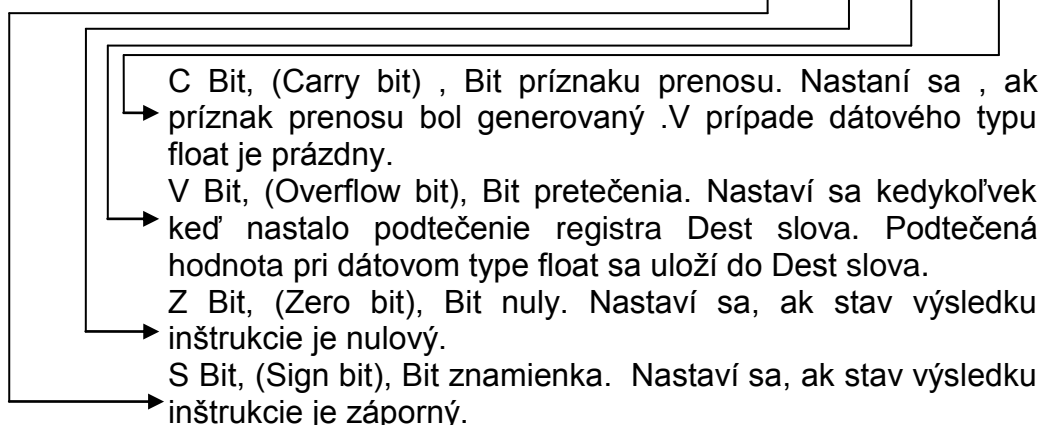 C Bit, (Carry bit) , Bit príznaku prenosu. Nastaní sa , ak
príznak prenosu bol generovaný .V prípade dátového typu
float je prázdny.
V Bit, (Overflow bit), Bit pretečenia. Nastaví sa kedykoľvek
keď nastalo podtečenie registra Dest slova. Podtečená
hodnota pri dátovom type float sa uloží do Dest slova.
Z Bit, (Zero bit), Bit nuly. Nastaví sa, ak stav výsledku
inštrukcie je nulový.
S Bit, (Sign bit), Bit znamienka. Nastaví sa, ak stav výsledku
inštrukcie je záporný.